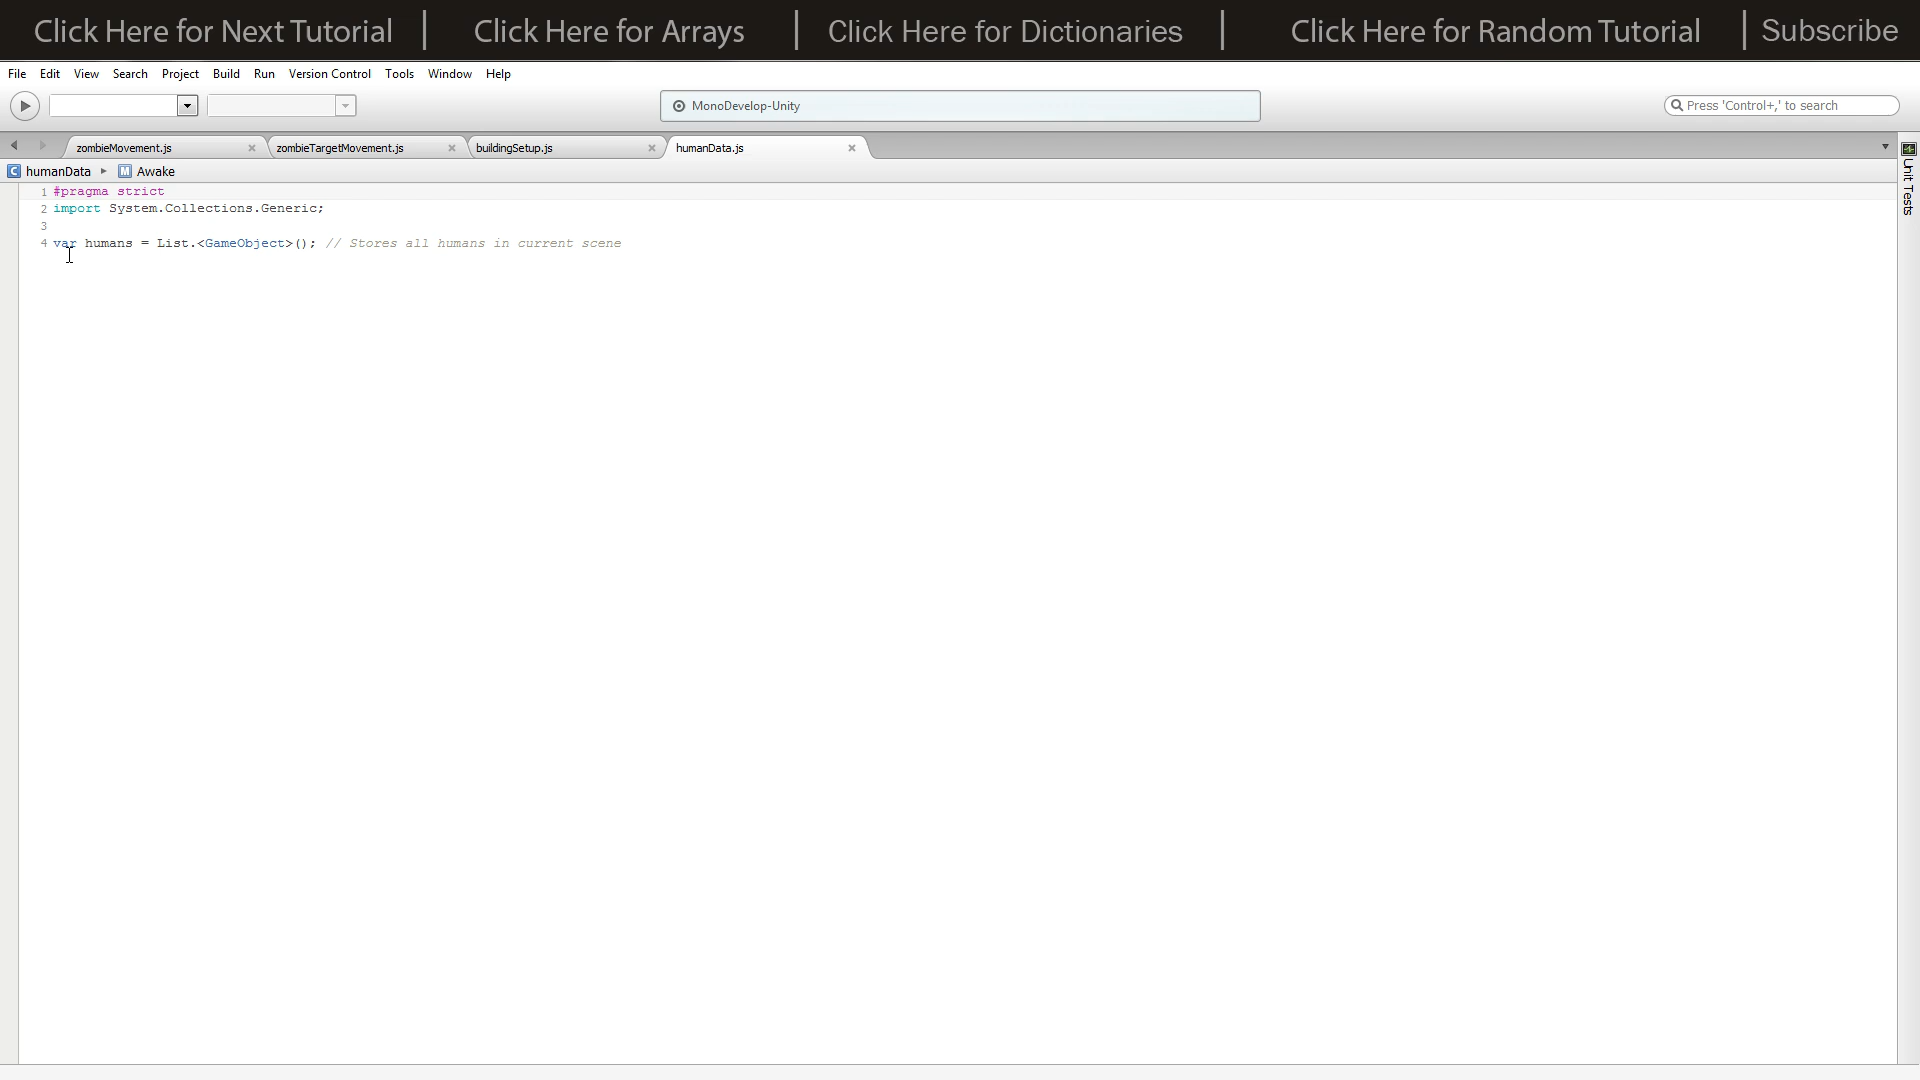 Click Here for Next Tutorial | Click Here for Arrays | Click Here for Dictionaries | Click Here for Random Tutorial | Subscribe
File Edit View Search Project Build Run Version Control Tools Window Help
MonoDevelop-Unity
Press 'Control+,' to search
zombieMovement.js zombieTargetMovement.js buildingSetup.js humanData.js
Unit Tests
C humanData M Awake
1 #pragma strict
2 import System.Collections.Generic;
3
4 var humans = List.<GameObject>(); // Stores all humans in current scene